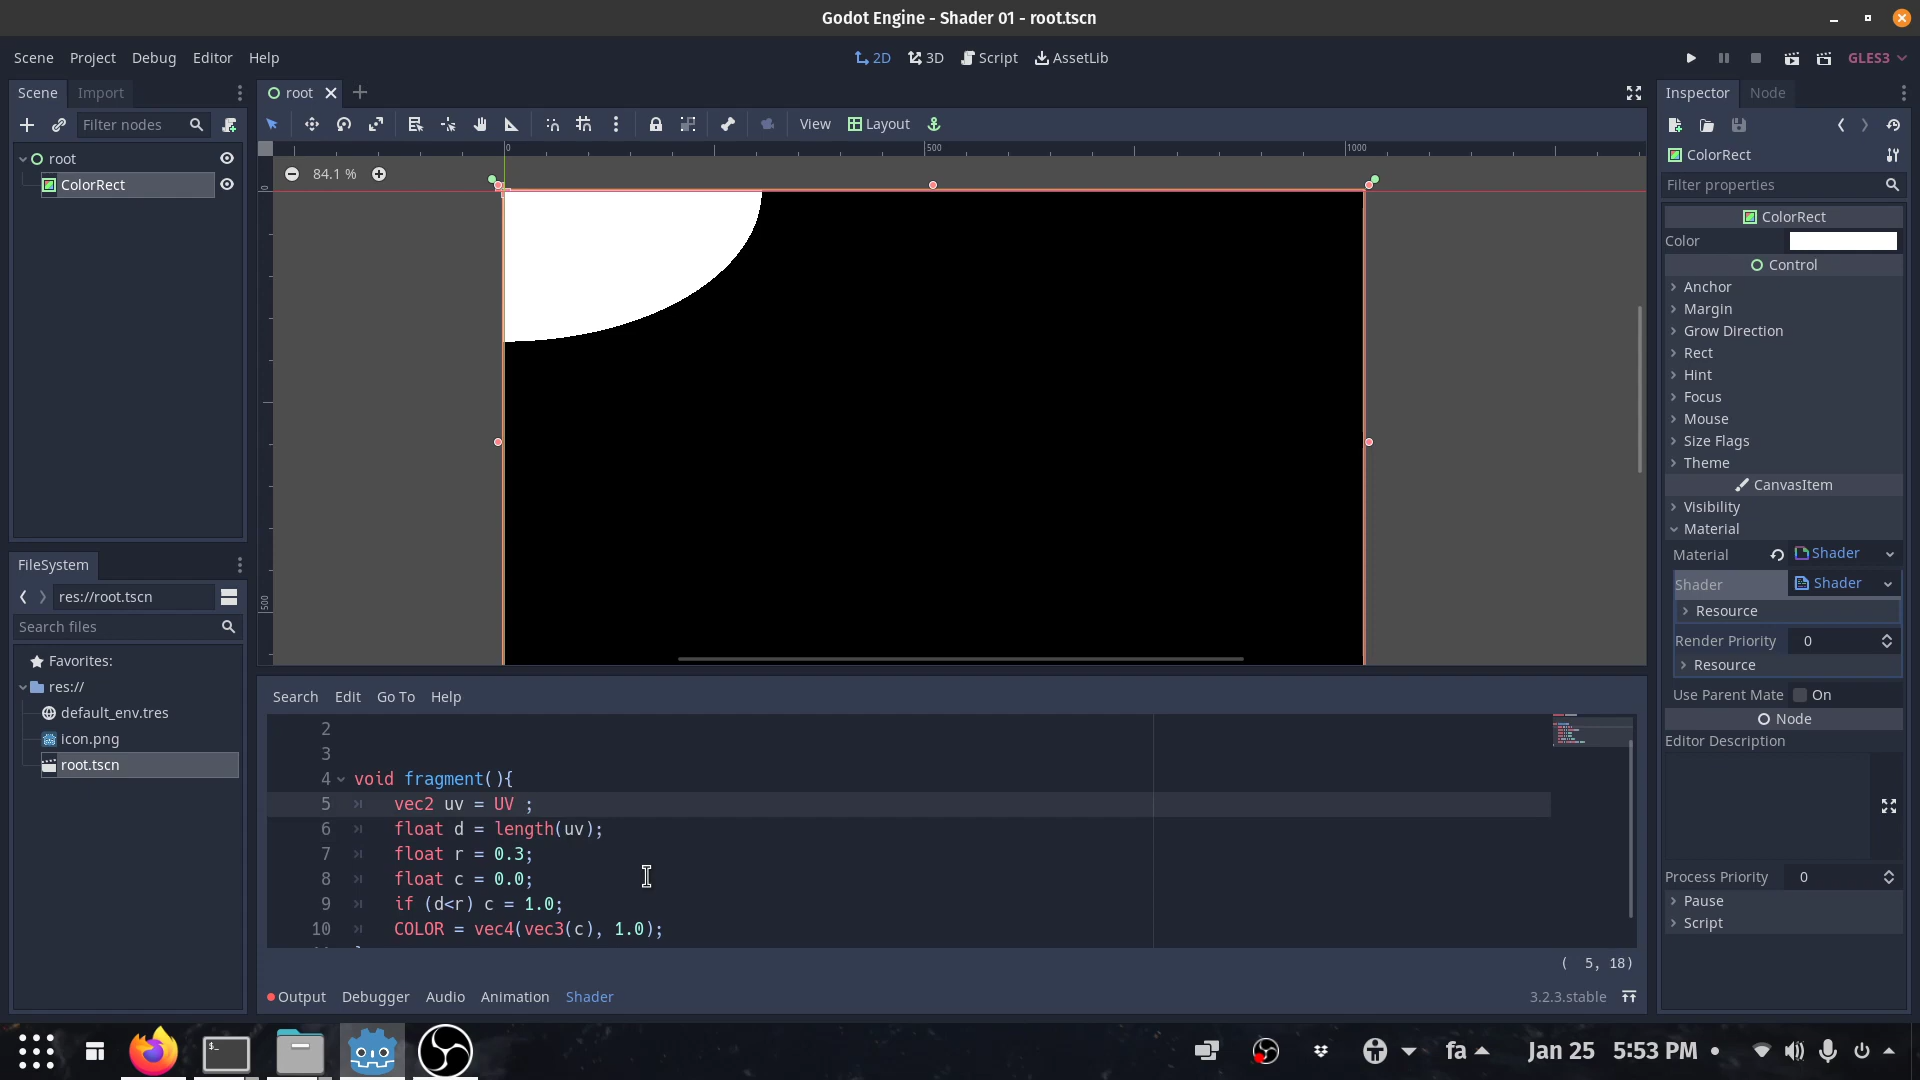 Godot Engine - Shader 01 - root.tscn
Scene Project Debug Editor Help
2D 3D Script AssetLib
GLES3
Scene Import
root
Inspector Node
Filter nodes
View Layout
root
ColorRect
84.1 %
0 500 1000
0
500
ColorRect
Filter properties
ColorRect
Color
Control
Anchor
Margin
Grow Direction
Rect
Hint
Focus
Mouse
Size Flags
Theme
CanvasItem
Visibility
Material
Material Shader
Shader Shader
Resource
Render Priority 0
Resource
Use Parent Mate On
Node
Editor Description
Process Priority 0
Pause
Script
FileSystem
res://root.tscn
Search files
Favorites:
res://
default_env.tres
icon.png
root.tscn
Search Edit Go To Help
2
3
4 void fragment(){
5 vec2 uv = UV ;
6 float d = length(uv);
7 float r = 0.3;
8 float c = 0.0;
9 if (d<r) c = 1.0;
10 COLOR = vec4(vec3(c), 1.0);
( 5, 18)
Output Debugger Audio Animation Shader
3.2.3.stable
fa Jan 25 5:53 PM